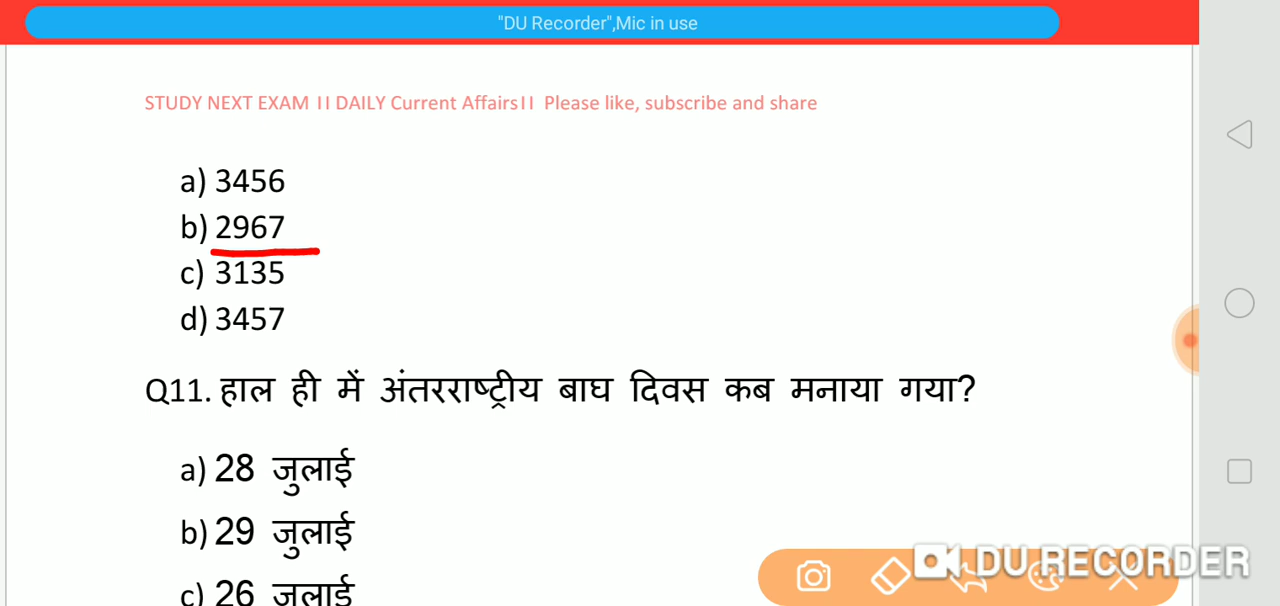 "DU Recorder",Mic in use
STUDY NEXT EXAM II DAILY Current AffairsII Please like, subscribe and share
a) 3456
b) 2967
c) 3135
d) 3457
Q11. हाल ही में अंतरराष्ट्रीय बाघ दिवस कब मनाया गया?
a) 28 जुलाई
b) 29 जुलाई
c) 26 जुलाई
DU RECORDER